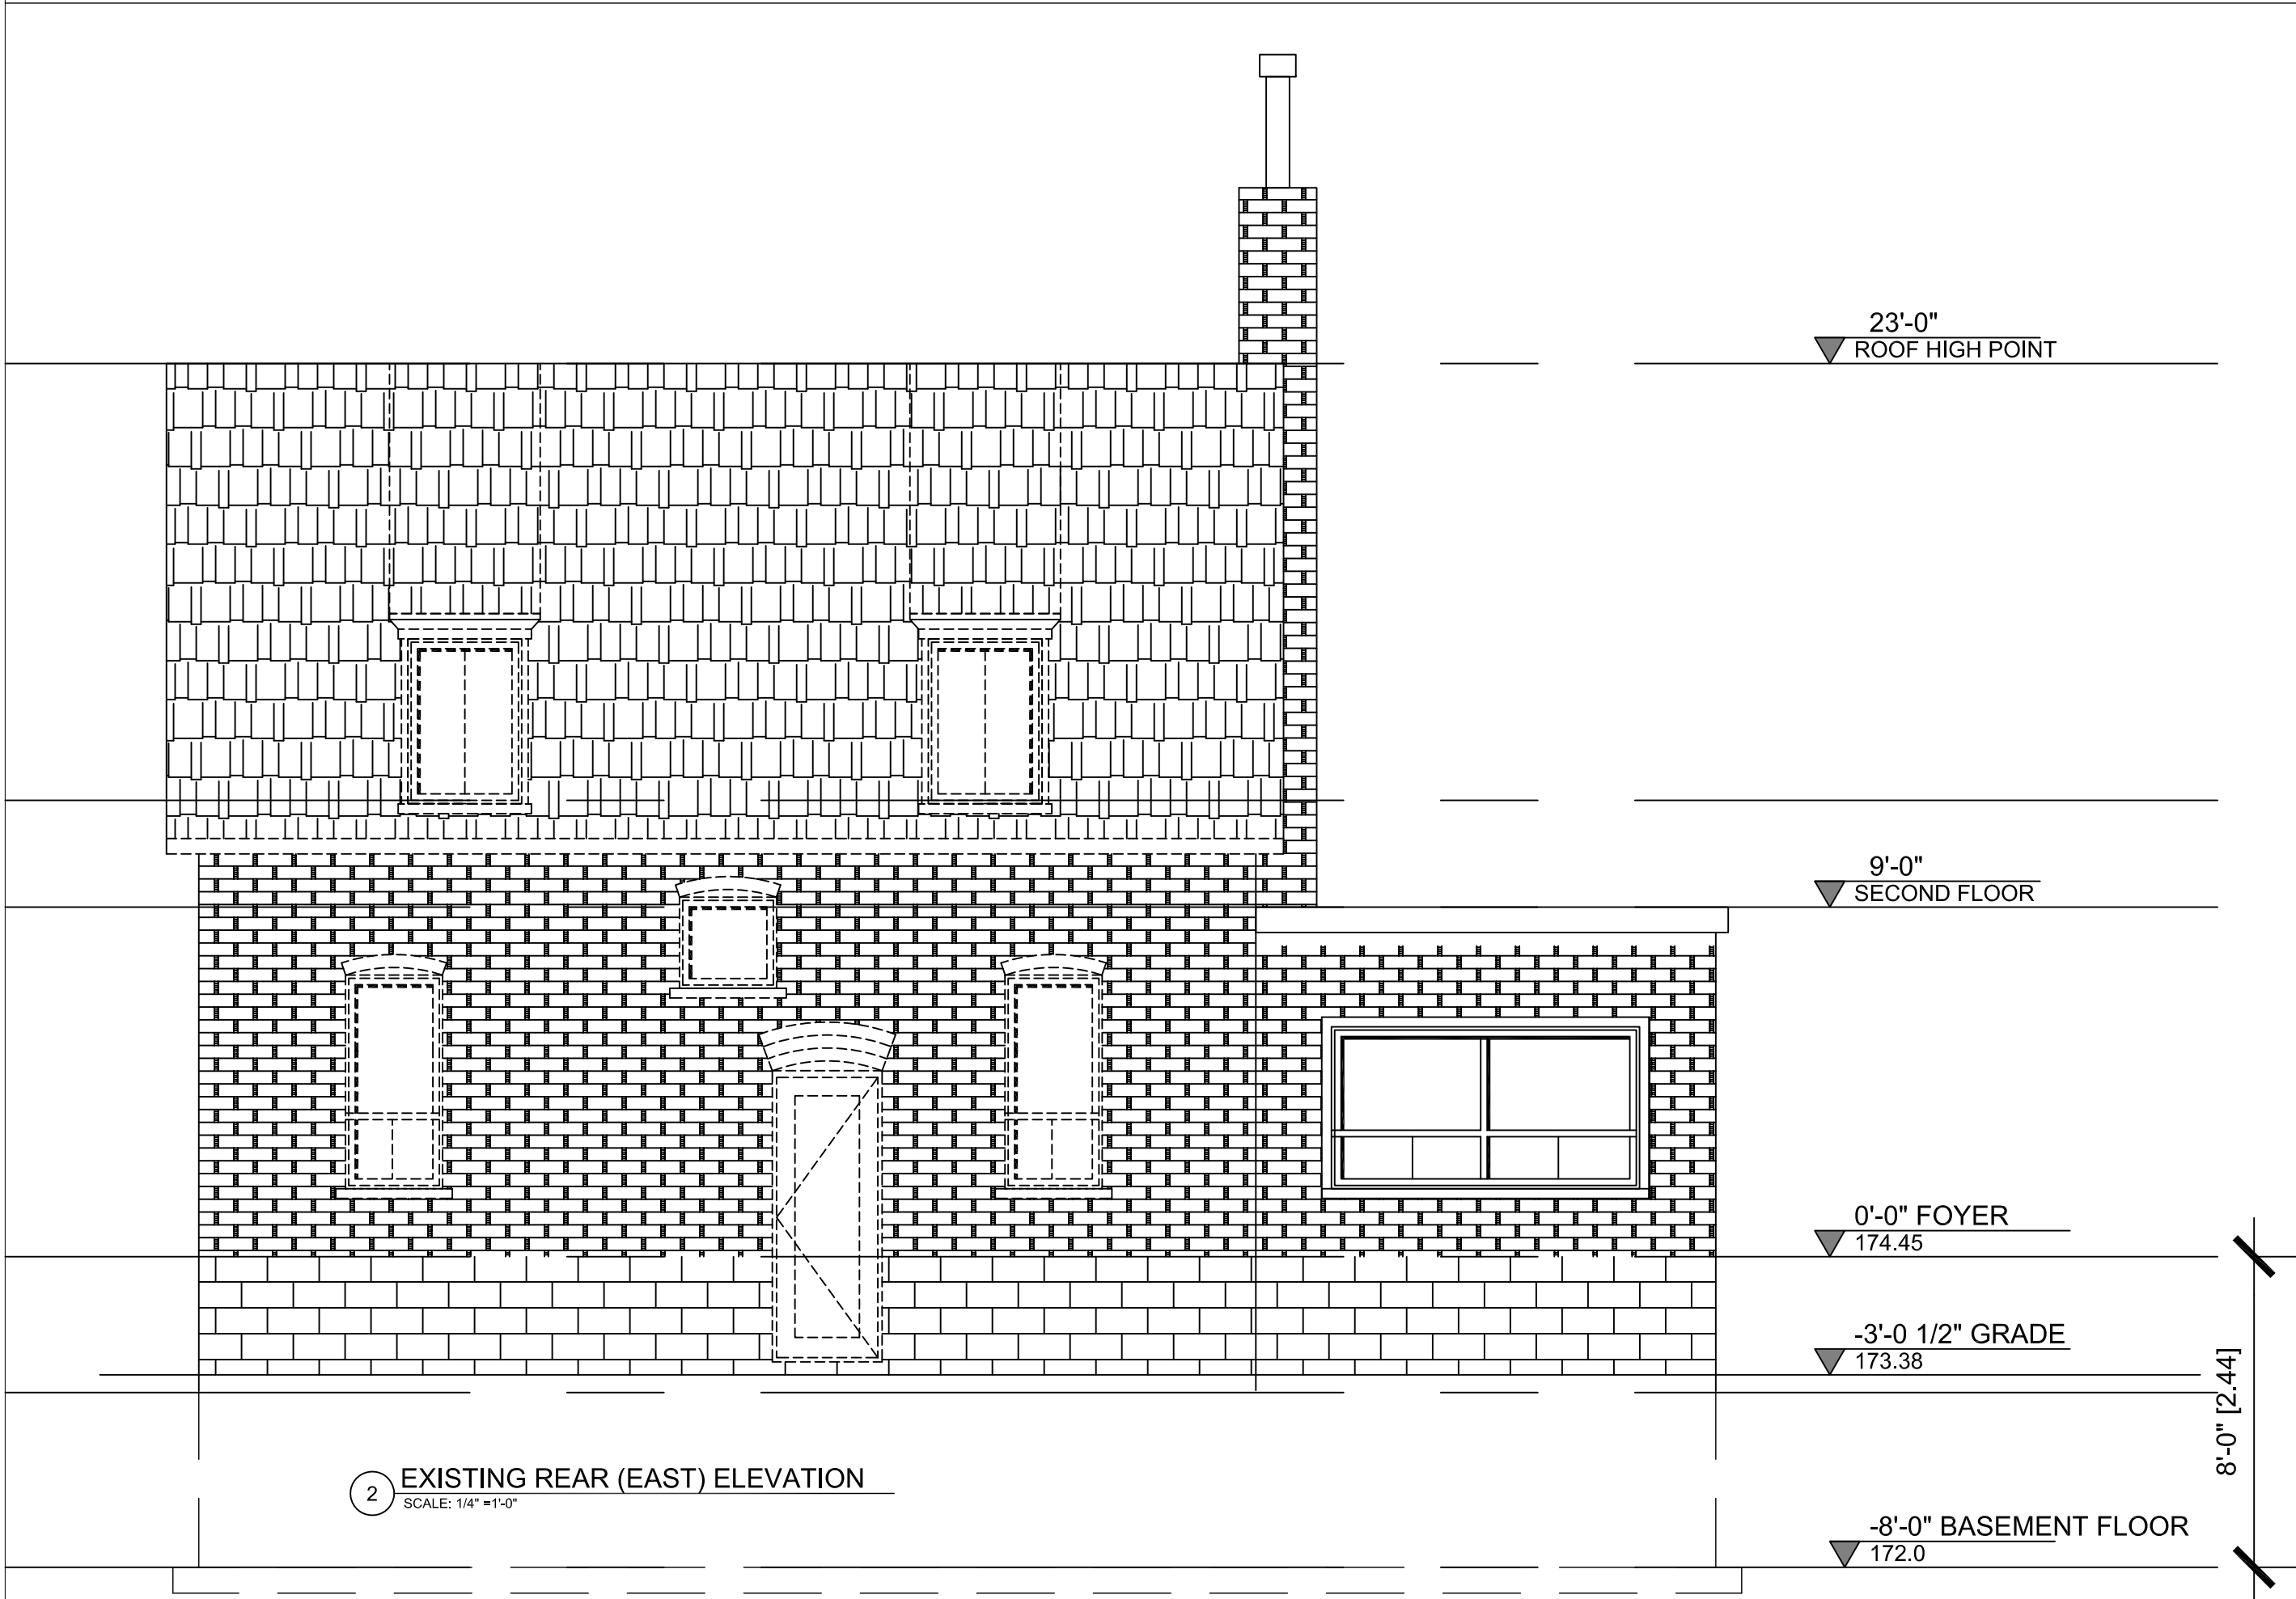 23'-0"
ROOF HIGH POINT
9'-0"
SECOND FLOOR
0'-0" FOYER
174.45
-3'-0 1/2" GRADE
173.38
8'-0" [2.44]
2
EXISTING REAR (EAST) ELEVATION
SCALE: 1/4" =1'-0"
-8'-0" BASEMENT FLOOR
172.0